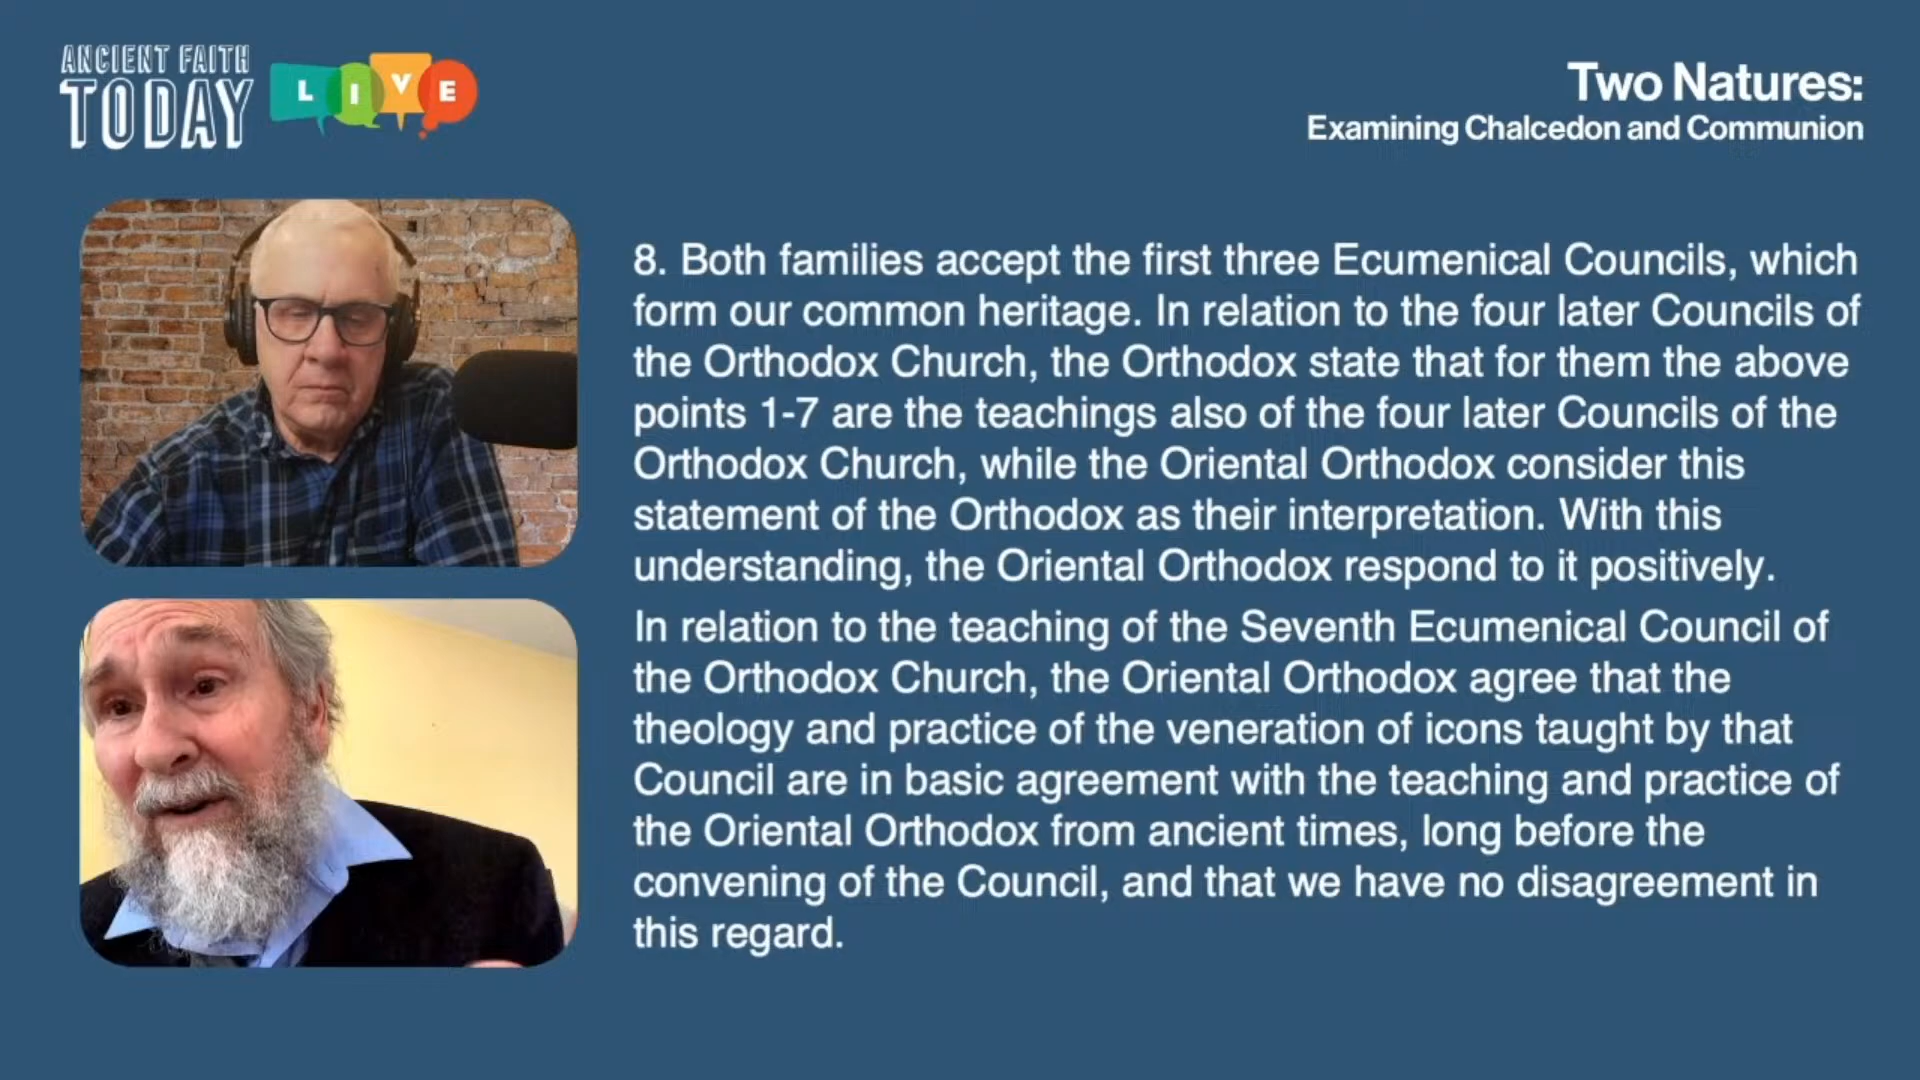 ANCIENT FAITH
TODAY
LIVE
Two Natures:
Examining Chalcedon and Communion
8. Both families accept the first three Ecumenical Councils, which
form our common heritage. In relation to the four later Councils of
the Orthodox Church, the Orthodox state that for them the above
points 1-7 are the teachings also of the four later Councils of the
Orthodox Church, while the Oriental Orthodox consider this
statement of the Orthodox as their interpretation. With this
understanding, the Oriental Orthodox respond to it positively.
In relation to the teaching of the Seventh Ecumenical Council of
the Orthodox Church, the Oriental Orthodox agree that the
theology and practice of the veneration of icons taught by that
Council are in basic agreement with the teaching and practice of
the Oriental Orthodox from ancient times, long before the
convening of the Council, and that we have no disagreement in
this regard.